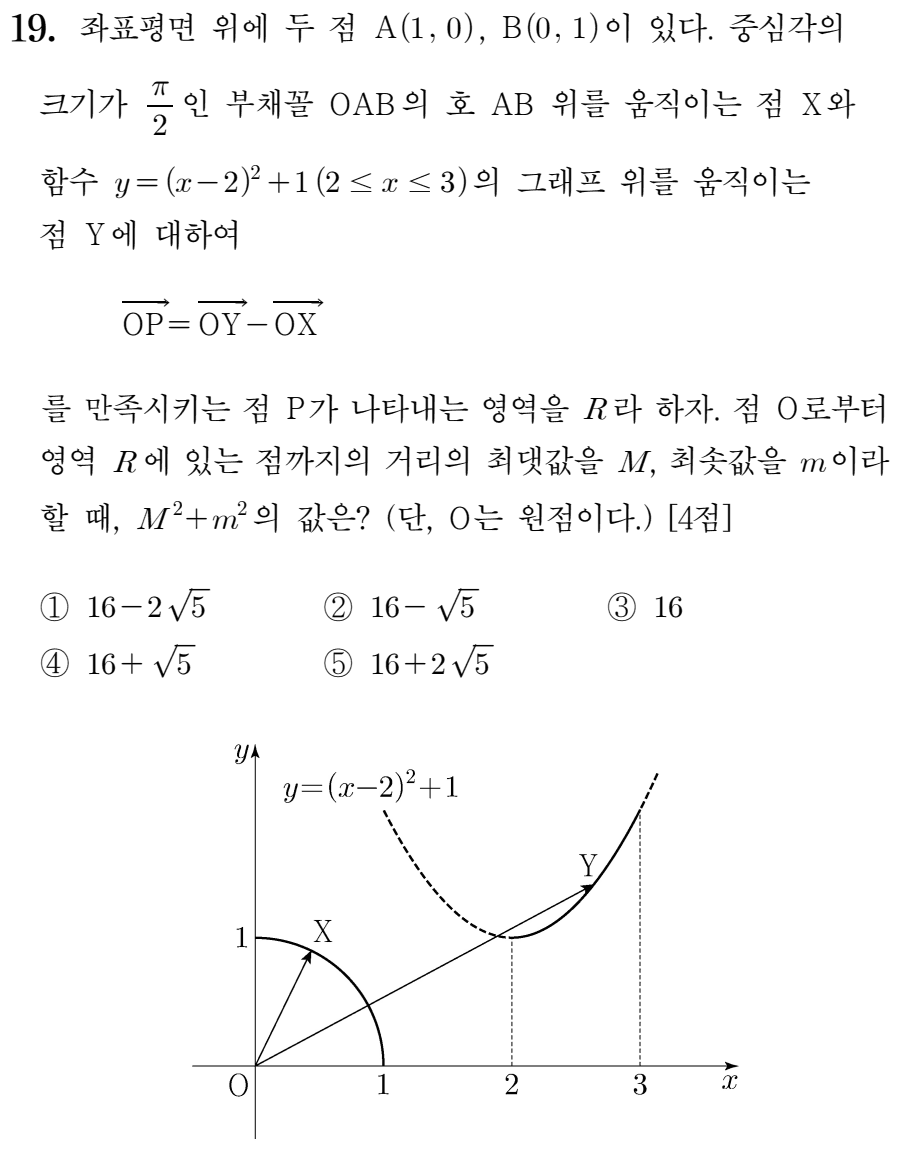 19. 좌표평면 위에 두 점 A(1, 0), B(0, 1)이 있다. 중심각의
크기가 π/2 인 부채꼴 OAB의 호 AB 위를 움직이는 점 X와
함수 y=(x-2)²+1(2≤x≤3)의 그래프 위를 움직이는
점 Y에 대하여
→OP=→OY-→OX
를 만족시키는 점 P가 나타내는 영역을 R라 하자. 점 O로부터
영역 R에 있는 점까지의 거리의 최댓값을 M, 최솟값을 m이라
할 때, M²+m²의 값은? (단, O는 원점이다.) [4점]
① 16-2√5 ② 16-√5 ③ 16
④ 16+√5 ⑤ 16+2√5
y
y=(x-2)²+1
Y
1 X
O 1 2 3 x